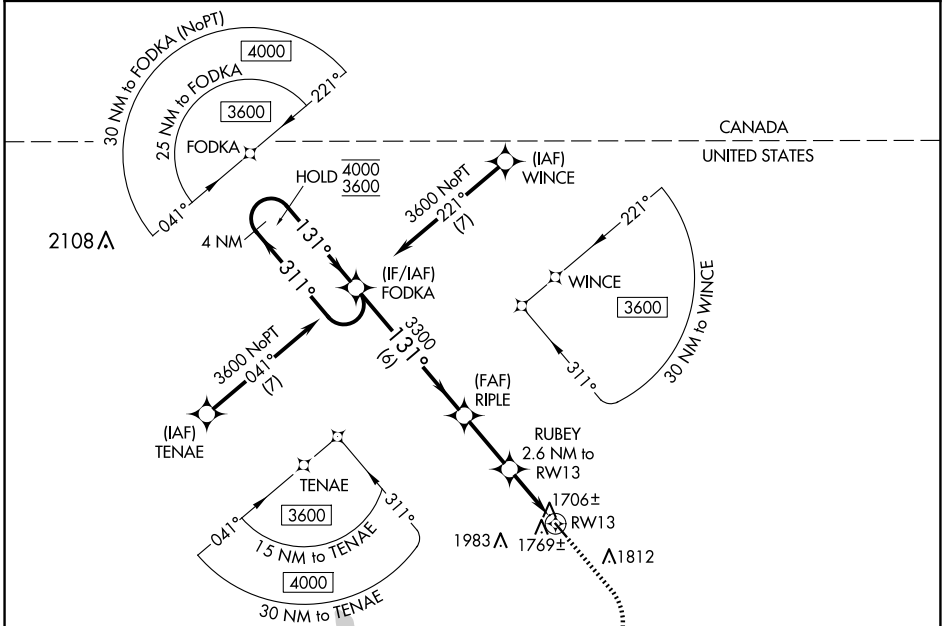 30 NM to FODKA (NoPT)
4000
25 NM to FODKA
3600
221°
FODKA
041°
CANADA
UNITED STATES
(IAF)
WINCE
HOLD 4000
3600
3600 NoPT
221°
(7)
2108
4 NM
131°
311°
(IF/IAF)
FODKA
221°
WINCE
3600
30 NM to WINCE
311°
3300
131°
(6)
3600 NoPT
041°
(7)
(IAF)
TENAE
(FAF)
RIPLE
RUBEY
2.6 NM to
RW13
TENAE
041°
311°
3600
15 NM to TENAE
4000
30 NM to TENAE
1706±
RW13
1983
1769±
1812